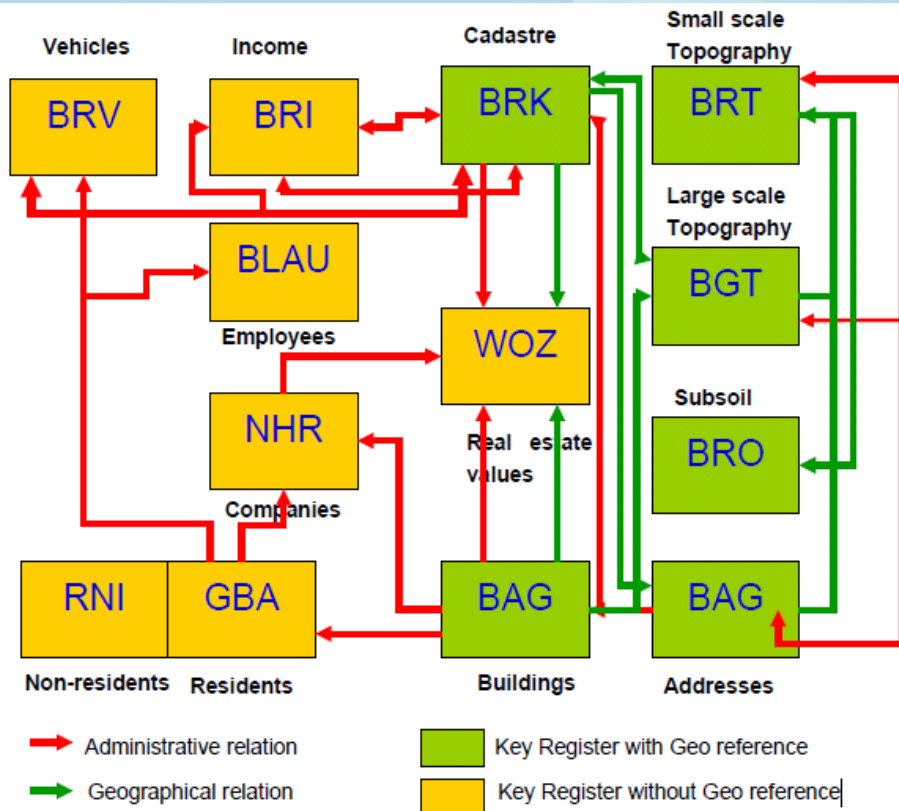 Vehicles
Income
Cadastre
Small scale
Topography
BRV
BRI
BRK
BRT
Large scale
Topography
BLAU
BGT
Employees
WOZ
NHR
Subsoil
Real estate
values
BRO
Companies
RNI
GBA
BAG
BAG
Non-residents
Residents
Buildings
Addresses
Administrative relation
Key Register with Geo reference
Geographical relation
Key Register without Geo reference